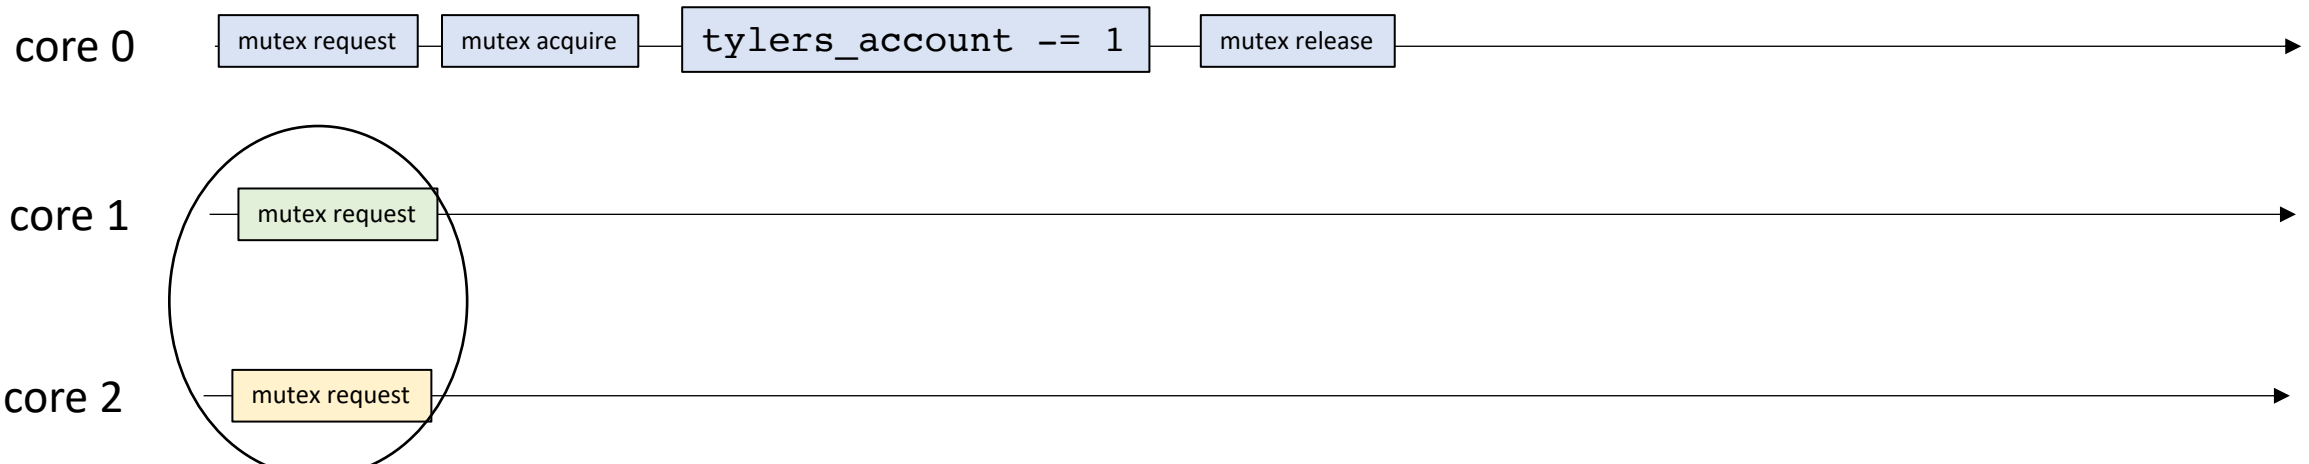 core 0 mutex request mutex acquire tylers_account -= 1 mutex release
core 1 mutex request
core 2 mutex request